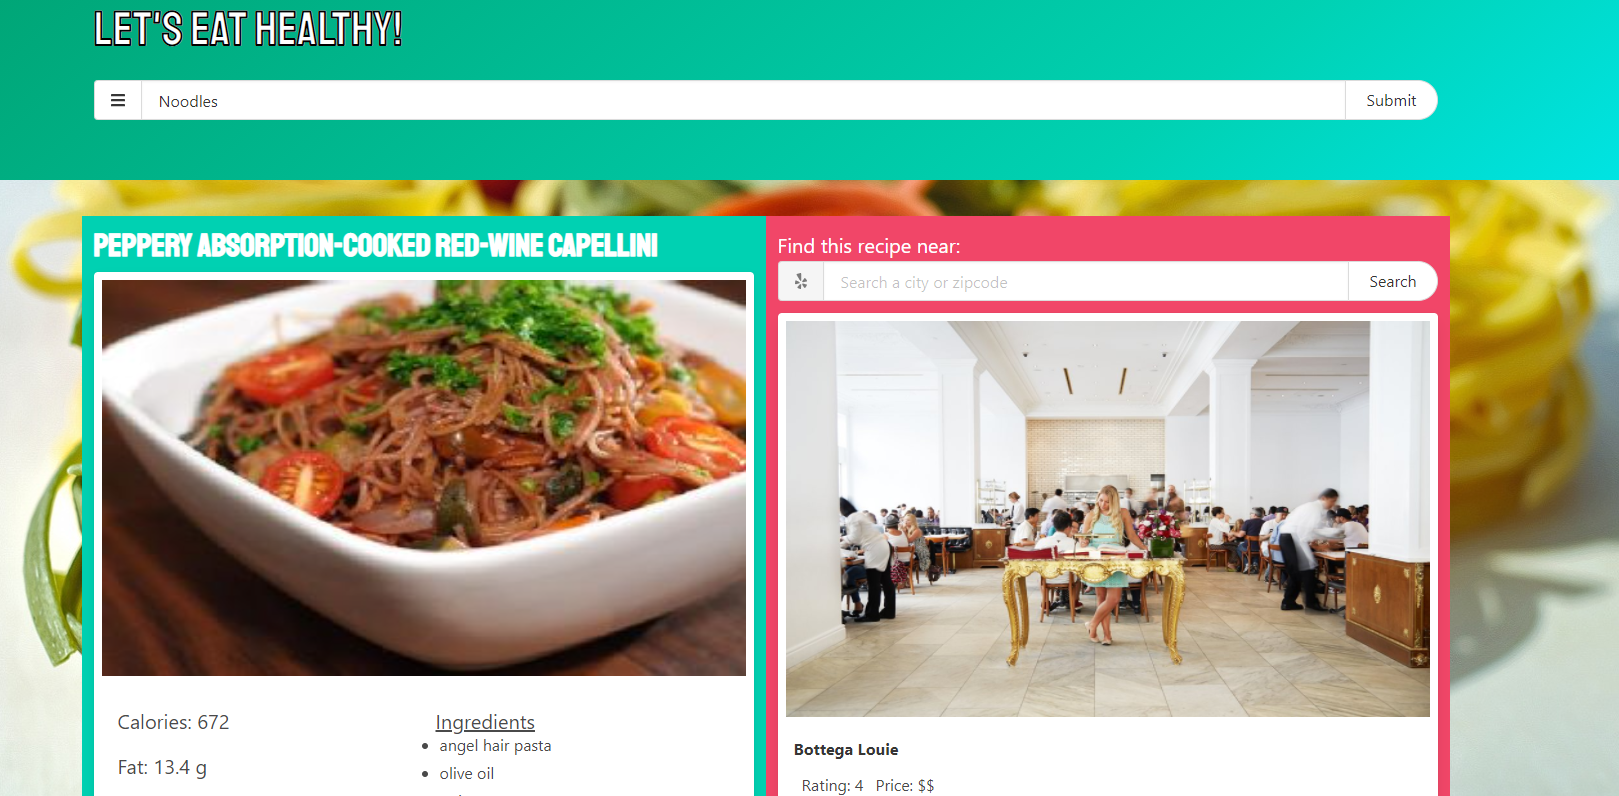 LET'S EAT HEALTHY!
Noodles
Submit
PEPPERY ABSORPTION-COOKED RED-WINE CAPELLINI
Find this recipe near:
Search a city or zipcode
Search
Calories: 672
Fat: 13.4 g
Ingredients
angel hair pasta
olive oil
Bottega Louie
Rating: 4 Price: $$